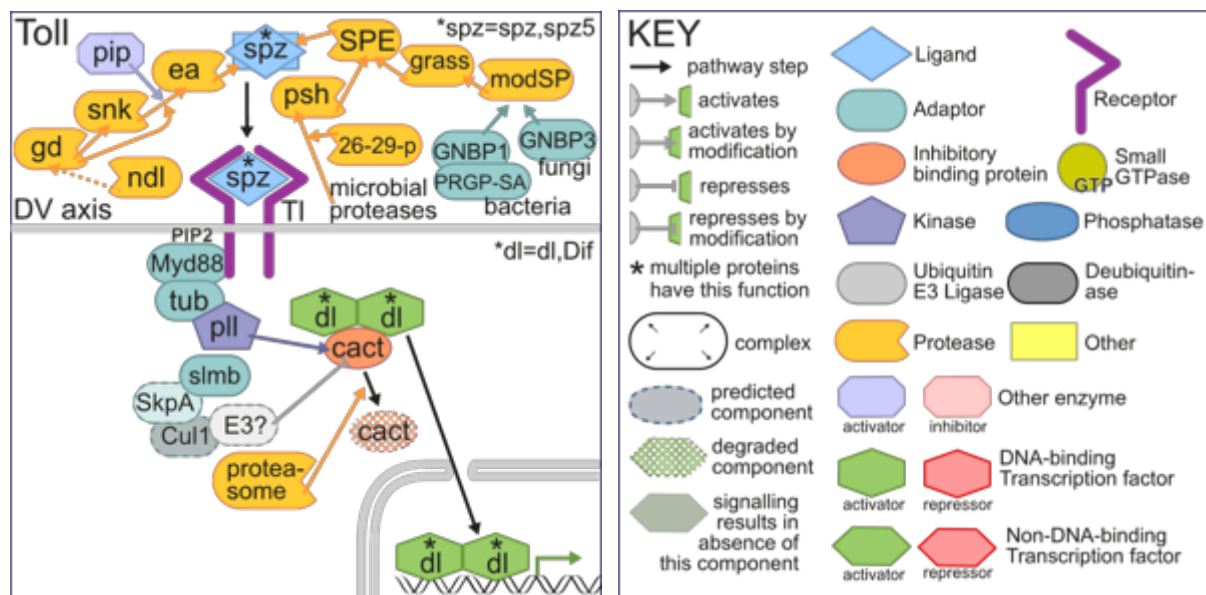 Toll
*spz=spz,spz5
pip
ea
*
spz
SPE
grass
modSP
snk
psh
gd
26-29-p
GNBP1
GNBP3
fungi
ndl
*
spz
PRGP-SA
microbial
proteases
bacteria
DV axis
Tl
PIP2
*dl=dl,Dif
Myd88
tub
pll
*
dl
*
dl
cact
slmb
SkpA
Cul1
E3?
cact
protea-
some
*
dl
*
dl
KEY
pathway step
activates
activates by
modification
represses
represses by
modification
* multiple proteins
have this function
complex
predicted
component
degraded
component
signalling
results in
absence of
this component
Ligand
Adaptor
Inhibitory
binding protein
Kinase
Ubiquitin
E3 Ligase
Protease
Receptor
GTP
Small
GTPase
Phosphatase
Deubiquitin-
ase
Other
activator
inhibitor
Other enzyme
activator
repressor
DNA-binding
Transcription factor
activator
repressor
Non-DNA-binding
Transcription factor